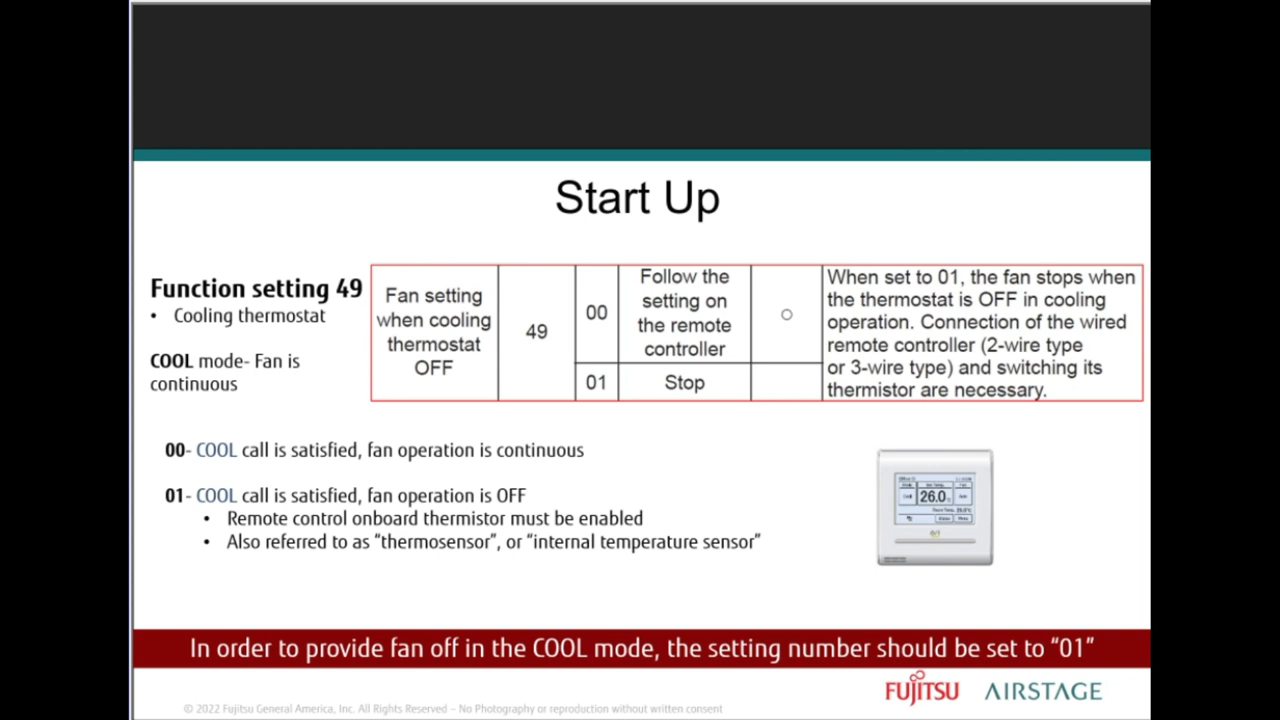 Start Up
Function setting 49
• Cooling thermostat
COOL mode- Fan is
continuous
Fan setting
when cooling
thermostat
OFF
49
00
Follow the
setting on
the remote
controller
○
01
Stop
When set to 01, the fan stops when
the thermostat is OFF in cooling
operation. Connection of the wired
remote controller (2-wire type
or 3-wire type) and switching its
thermistor are necessary.
00- COOL call is satisfied, fan operation is continuous
01- COOL call is satisfied, fan operation is OFF
• Remote control onboard thermistor must be enabled
• Also referred to as “thermosensor”, or “internal temperature sensor”
26.0
In order to provide fan off in the COOL mode, the setting number should be set to “01”
FUJITSU AIRSTAGE
© 2022 Fujitsu General America, Inc. All Rights Reserved – No Photography or reproduction without written consent